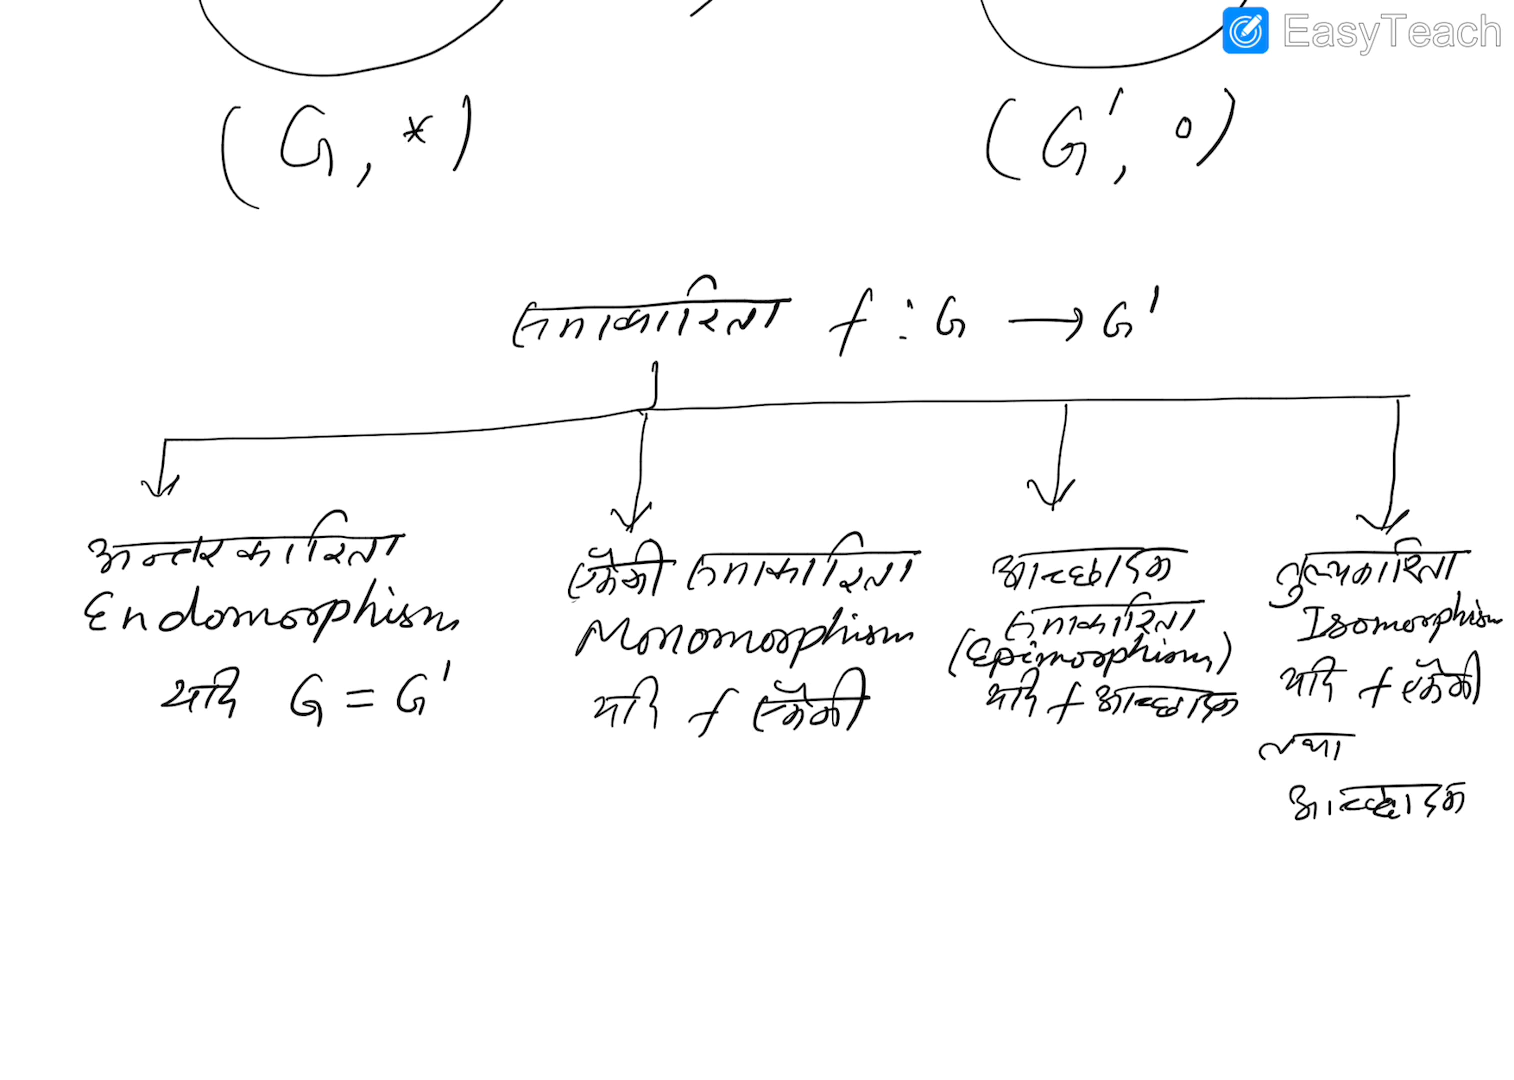 EasyTeach
(G, *)
(G', o)
समाकारिता f : G → G'
अन्तरकारिता
Endomorphism
यदि G = G'
एकैकी समाकारिता
Monomorphism
यदि f एकैकी
आच्छादक
समाकारिता
(Epimorphism)
यदि f आच्छादक
तुल्यकारिता
Isomorphism
यदि f एकैकी
तथा
आच्छादक